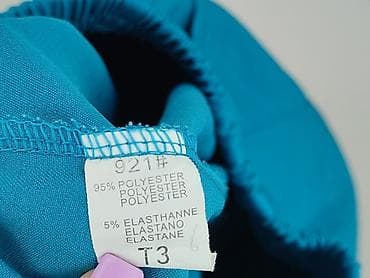 921#
95% POLYESTER
POLYESTER
POLYESTER
5% ELASTHANNE
ELASTANO
ELASTANE
T3